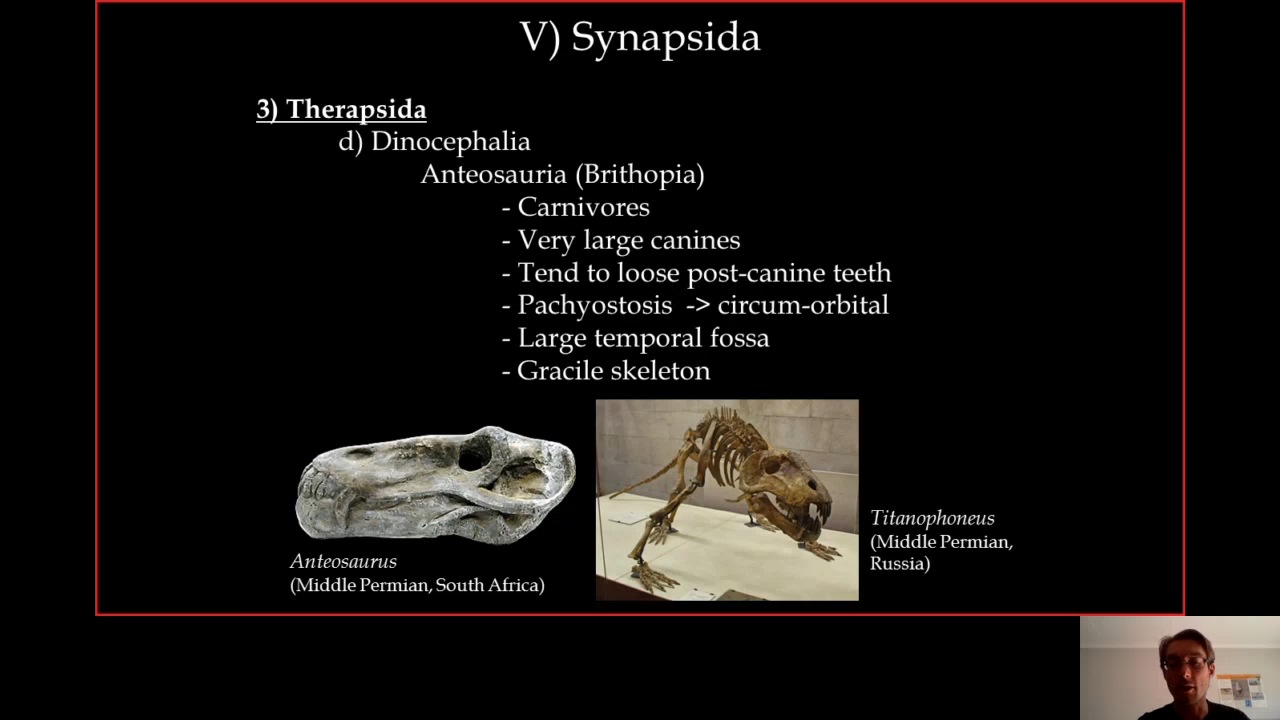 V) Synapsida
3) Therapsida
d) Dinocephalia
Anteosauria (Brithopia)
- Carnivores
- Very large canines
- Tend to loose post-canine teeth
- Pachyostosis -> circum-orbital
- Large temporal fossa
- Gracile skeleton
Anteosaurus
(Middle Permian, South Africa)
Titanophoneus
(Middle Permian,
Russia)